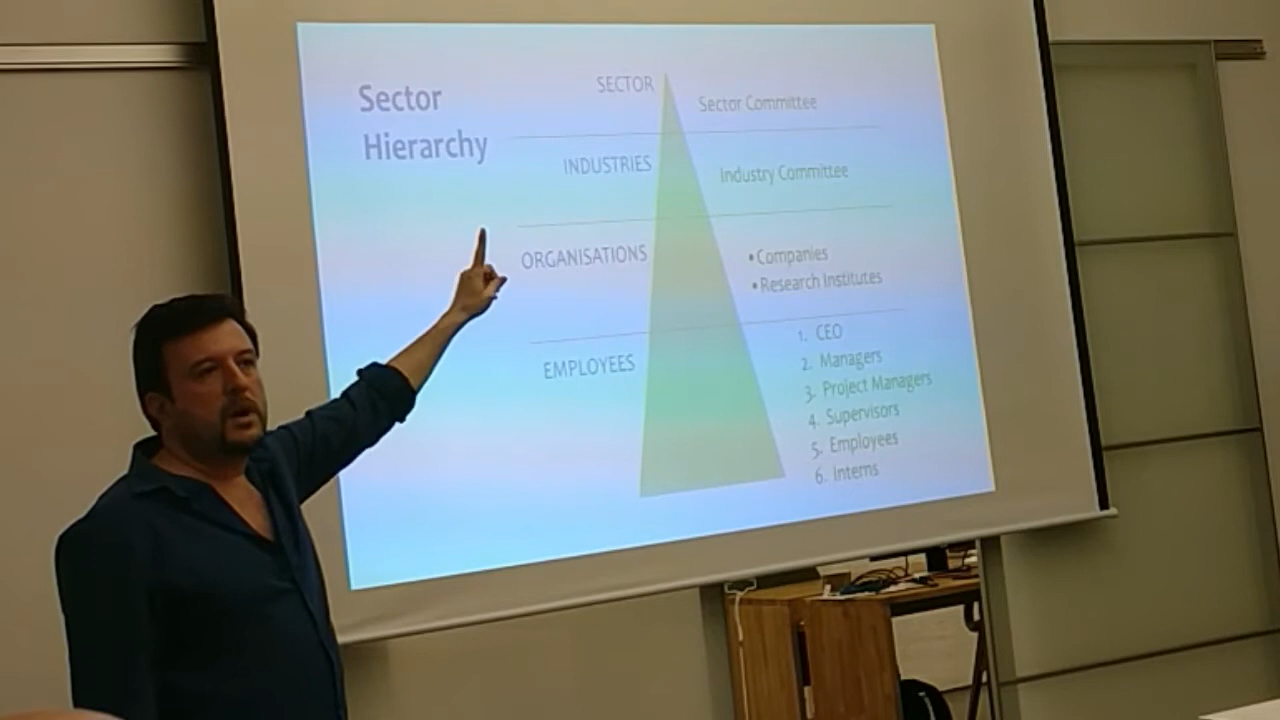 Sector
Hierarchy
SECTOR
Sector Committee
INDUSTRIES
Industry Committee
ORGANISATIONS
•Companies
•Research Institutes
EMPLOYEES
1. CEO
2. Managers
3. Project Managers
4. Supervisors
5. Employees
6. Interns